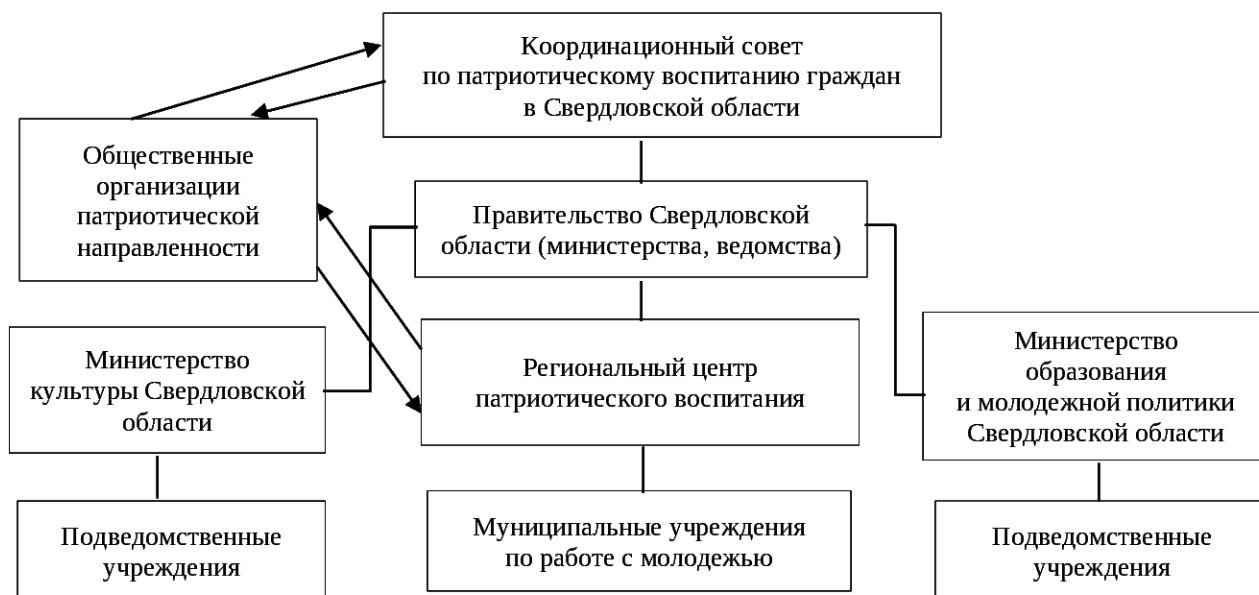 Координационный совет
по патриотическому воспитанию граждан
в Свердловской области
Общественные
организации
патриотической
направленности
Правительство Свердловской
области (министерства, ведомства)
Министерство
культуры Свердловской
области
Региональный центр
патриотического воспитания
Министерство
образования
и молодежной политики
Свердловской области
Подведомственные
учреждения
Муниципальные учреждения
по работе с молодежью
Подведомственные
учреждения